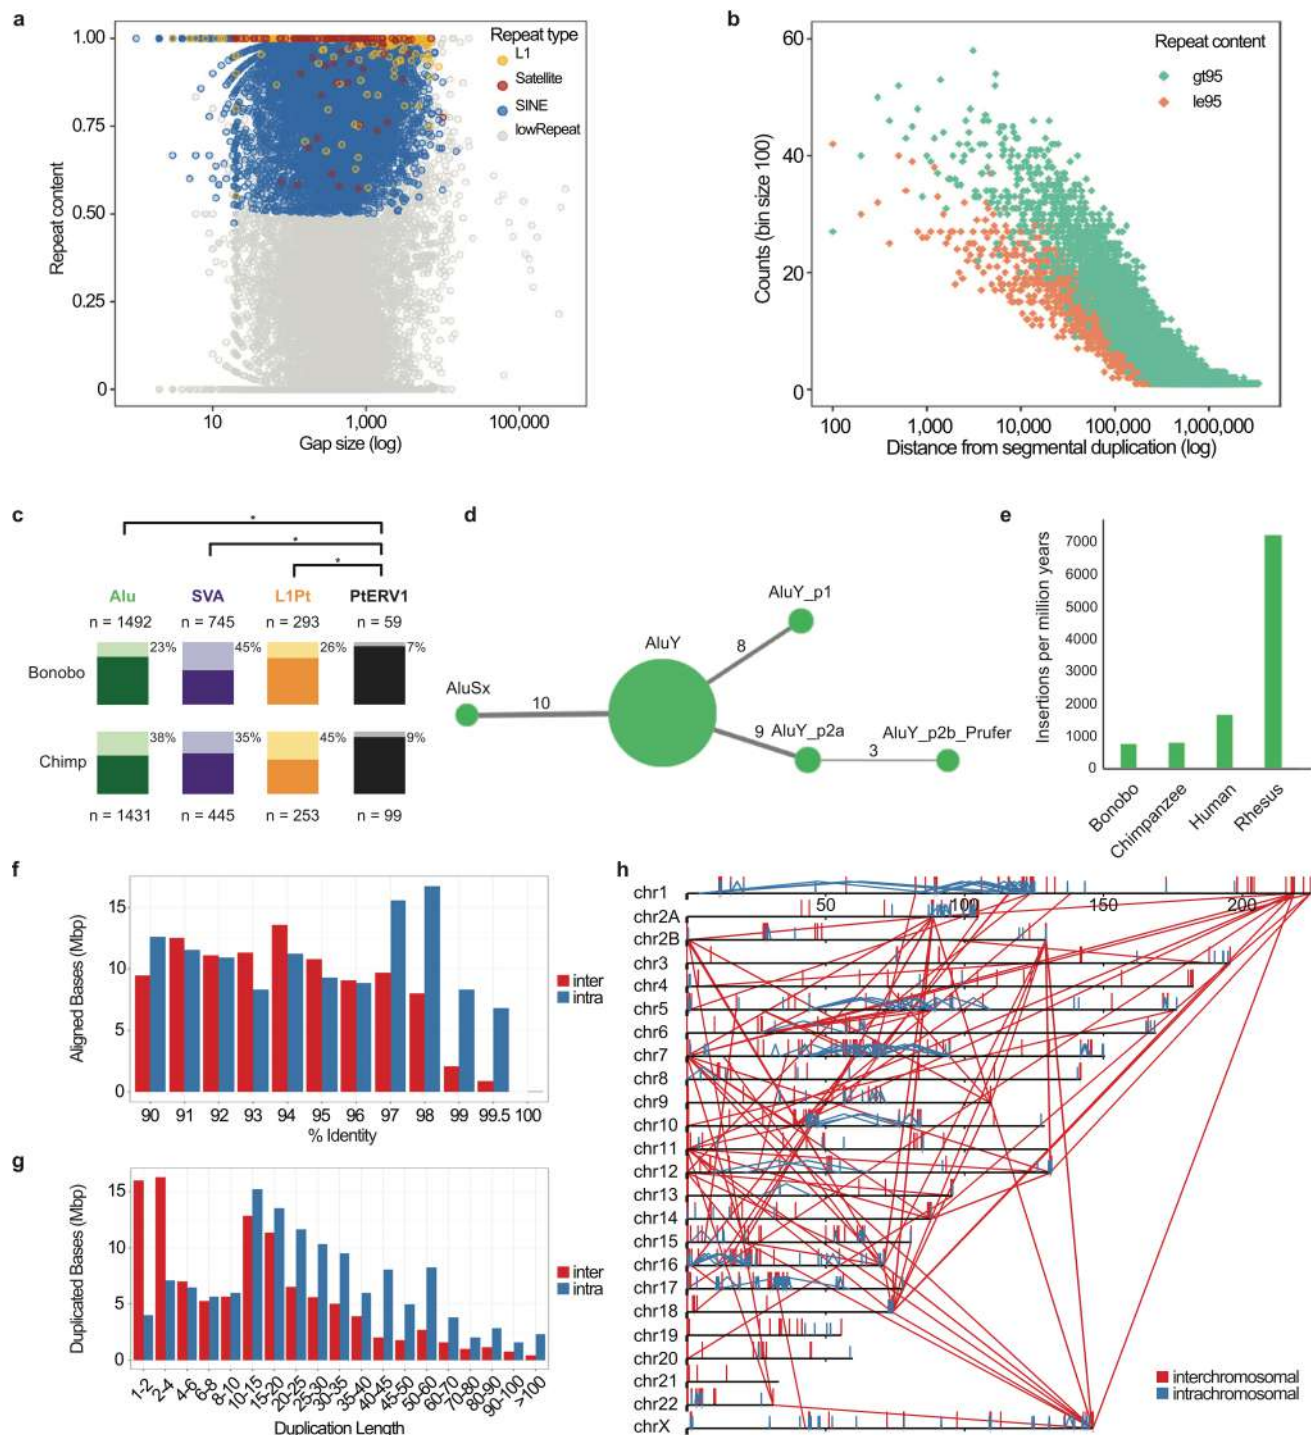 a
Repeat content
1.00
0.75
0.50
0.25
0
10
1,000
100,000
Gap size (log)
Repeat type
L1
Satellite
SINE
lowRepeat
b
Counts (bin size 100)
60
40
20
0
100
1,000
10,000
100,000
1,000,000
Distance from segmental duplication (log)
Repeat content
gt95
le95
c
*
*
*
Alu SVA L1Pt PtERV1
n = 1492 n = 745 n = 293 n = 59
Bonobo 23% 45% 26% 7%
Chimp 38% 35% 45% 9%
n = 1431 n = 445 n = 253 n = 99
d
AluY_p1
AluY
8
AluSx
10
9 AluY_p2a
3
AluY_p2b_Prufer
e
Insertions per million years
7000
6000
5000
4000
3000
2000
1000
0
Bonobo
Chimpanzee
Human
Rhesus
f
Aligned Bases (Mbp)
15
10
5
0
90 91 92 93 94 95 96 97 98 99 99.5 100
% Identity
inter
intra
g
Duplicated Bases (Mbp)
15
10
5
0
1-2
2-4
4-6
6-8
8-10
10-15
15-20
20-25
25-30
30-35
35-40
40-45
45-50
50-60
60-70
70-80
80-90
90-100
>100
Duplication Length
inter
intra
h
chr1
50 100 150 200
chr2A
chr2B
chr3
chr4
chr5
chr6
chr7
chr8
chr9
chr10
chr11
chr12
chr13
chr14
chr15
chr16
chr17
chr18
chr19
chr20
chr21
chr22
chrX
interchromosomal
intrachromosomal